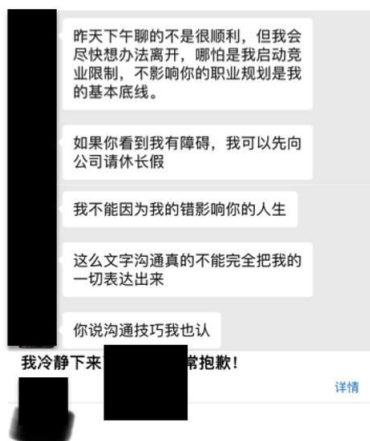 昨天下午聊的不是很顺利，但我会
尽快想办法离开，哪怕是我启动竞
业限制，不影响你的职业规划是我
的基本底线。
如果你看到我有障碍，我可以先向
公司请休长假
我不能因为我的错影响你的人生
这么文字沟通真的不能完全把我的
一切表达出来
你说沟通技巧我也认
我冷静下来
常抱歉！
详情